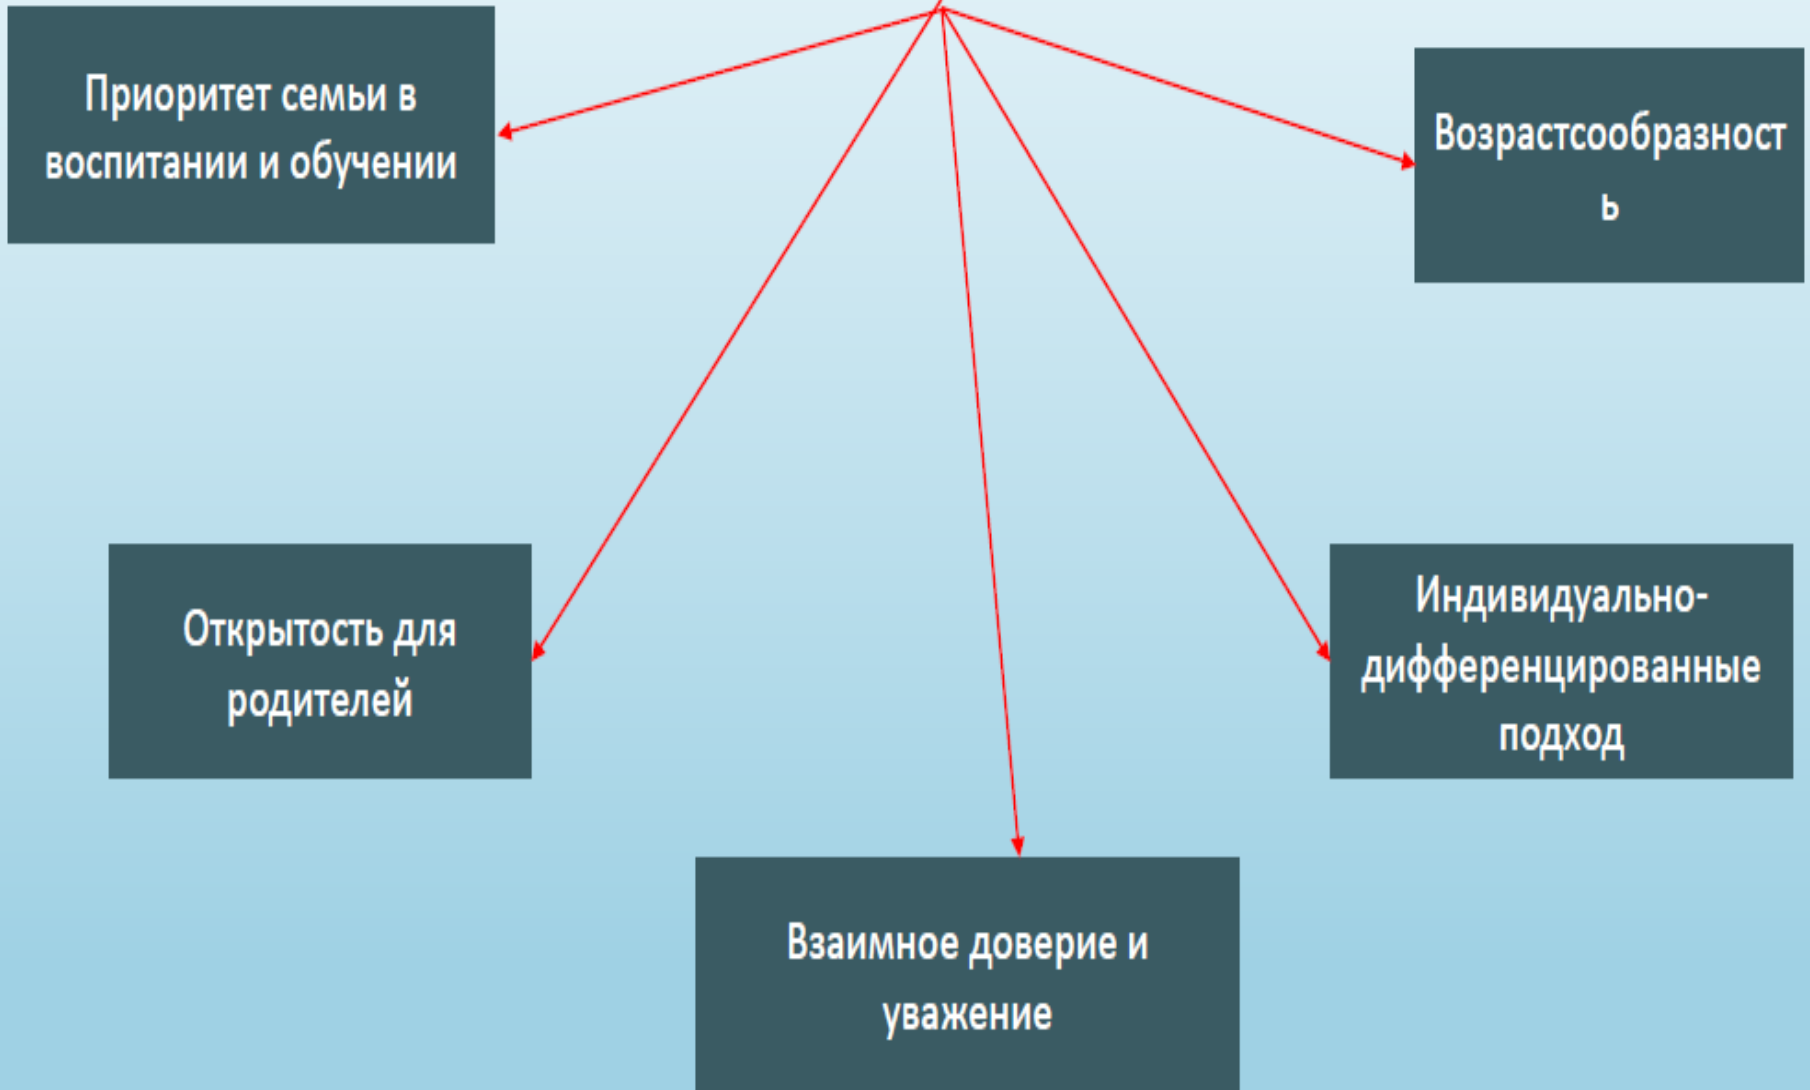 Приоритет семьи в
воспитании и обучении
Возрастсообразност
ь
Открытость для
родителей
Индивидуально-
дифференцированные
подход
Взаимное доверие и
уважение